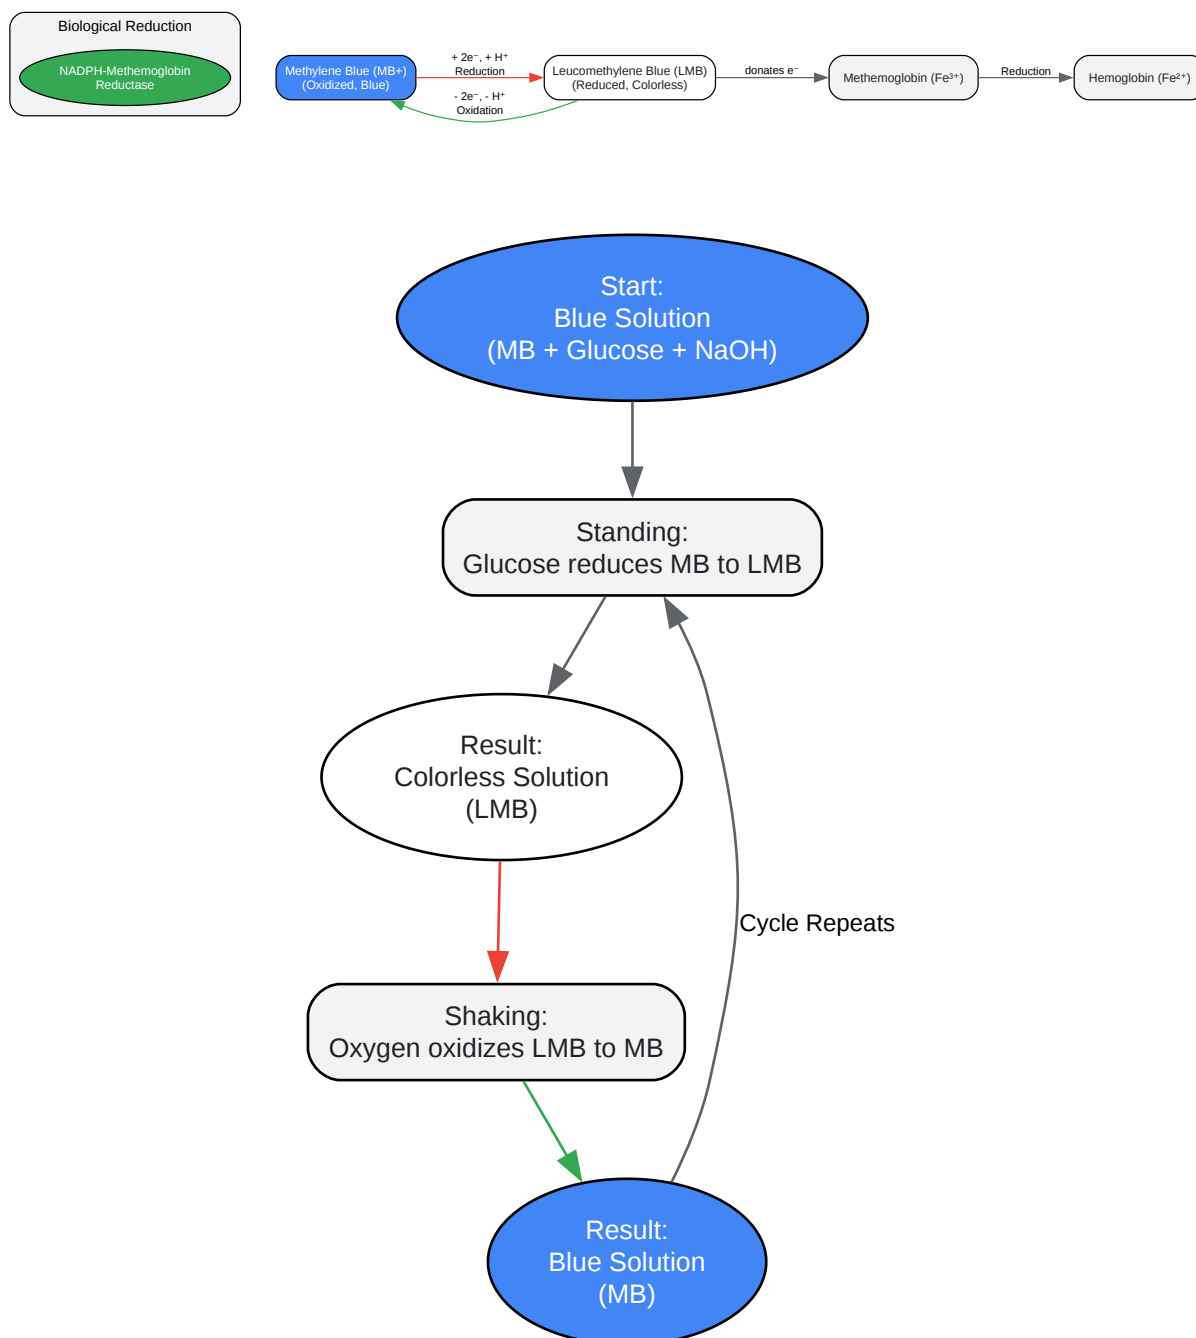 Biological Reduction
NADPH-Methemoglobin
Reductase
Methylene Blue (MB+)
(Oxidized, Blue)
+ 2e⁻, + H⁺
Reduction
- 2e⁻, - H⁺
Oxidation
Leucomethylene Blue (LMB)
(Reduced, Colorless)
donates e⁻
Methemoglobin (Fe³⁺)
Reduction
Hemoglobin (Fe²⁺)
Start:
Blue Solution
(MB + Glucose + NaOH)
Standing:
Glucose reduces MB to LMB
Result:
Colorless Solution
(LMB)
Cycle Repeats
Shaking:
Oxygen oxidizes LMB to MB
Result:
Blue Solution
(MB)